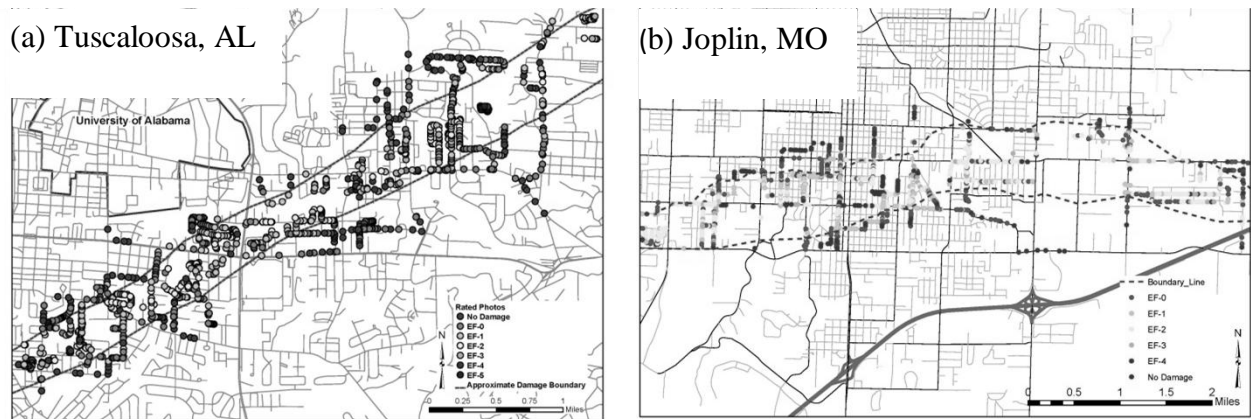 (a) Tuscaloosa, AL
University of Alabama
Rated Photos
No Damage
EF-0
EF-1
EF-2
EF-3
EF-4
EF-5
Approximate Damage Boundary
N
0 0.25 0.5 1
Miles
(b) Joplin, MO
Boundary_Line
EF-0
EF-1
EF-2
EF-3
EF-4
No Damage
N
0 0.5 1 1.5 2
Miles